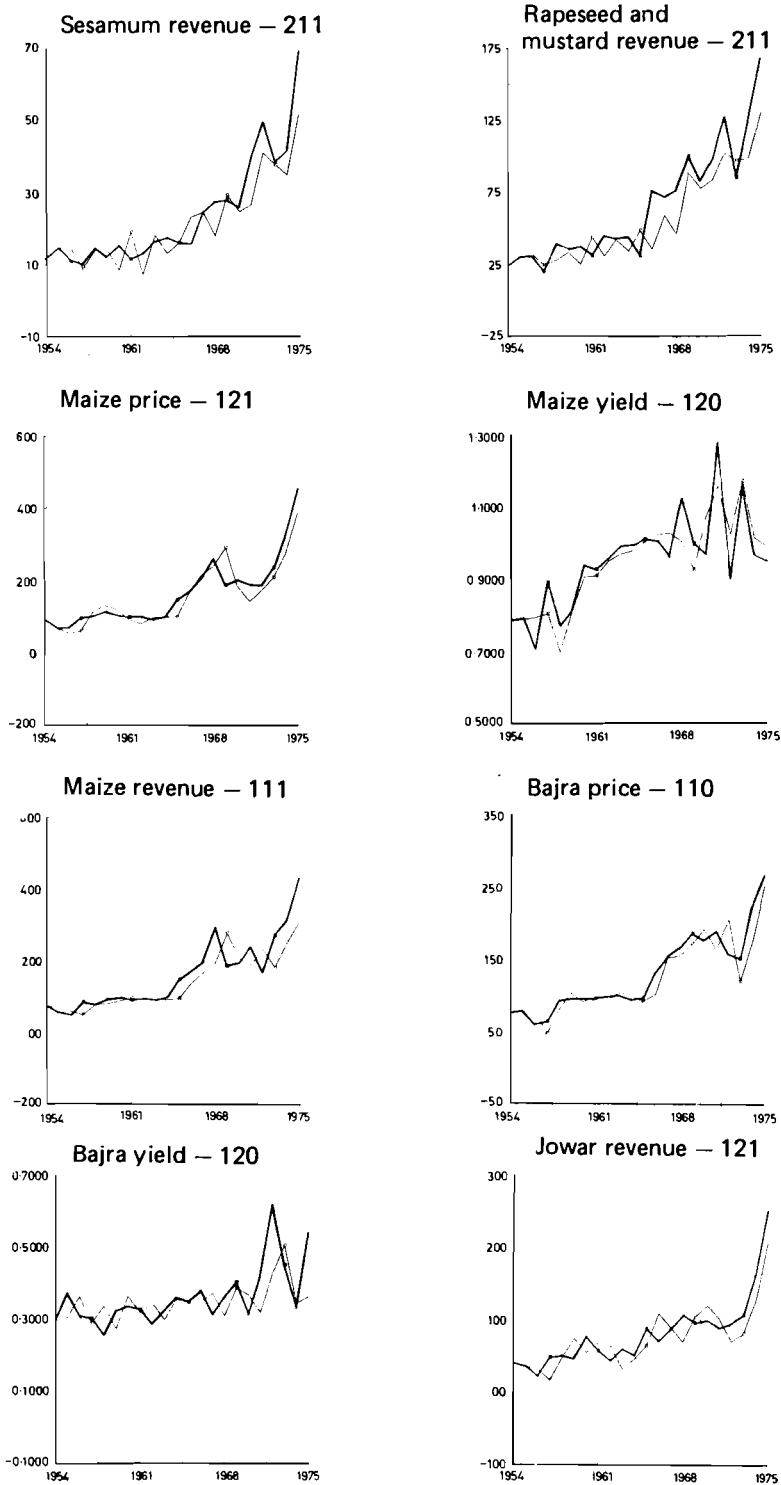 Sesamum revenue — 211
70
50
30
10
-10
1954 1961 1968 1975
Rapeseed and
mustard revenue — 211
175
125
75
25
-25
1954 1961 1968 1975
Maize price — 121
600
400
200
0
-200
1954 1961 1968 1975
Maize yield — 120
1·3000
1·1000
0·9000
0·7000
0·5000
1954 1961 1968 1975
Maize revenue — 111
400
200
00
-200
1954 1961 1968 1975
Bajra price — 110
350
250
150
50
-50
1954 1961 1968 1975
Bajra yield — 120
0·7000
0·5000
0·3000
0·1000
-0·1000
1954 1961 1968 1975
Jowar revenue — 121
300
200
100
00
-100
1954 1961 1968 1975